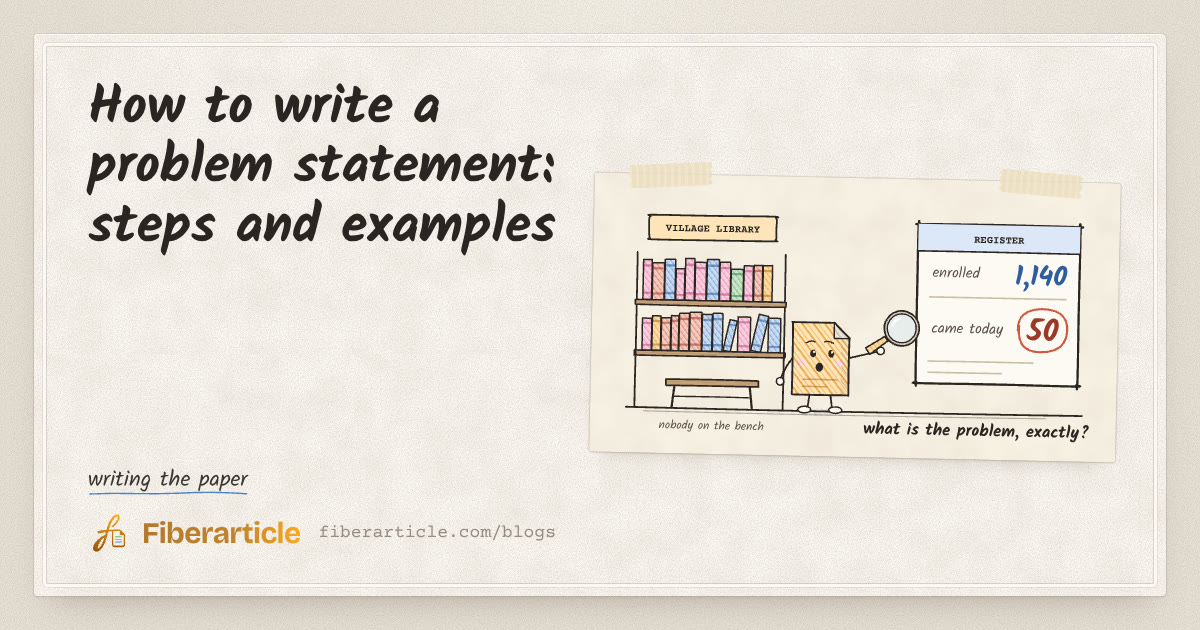 How to write a
problem statement:
steps and examples
VILLAGE LIBRARY
REGISTER
enrolled 1,140
came today 50
nobody on the bench
what is the problem, exactly?
writing the paper
Fiberarticle fiberarticle.com/blogs